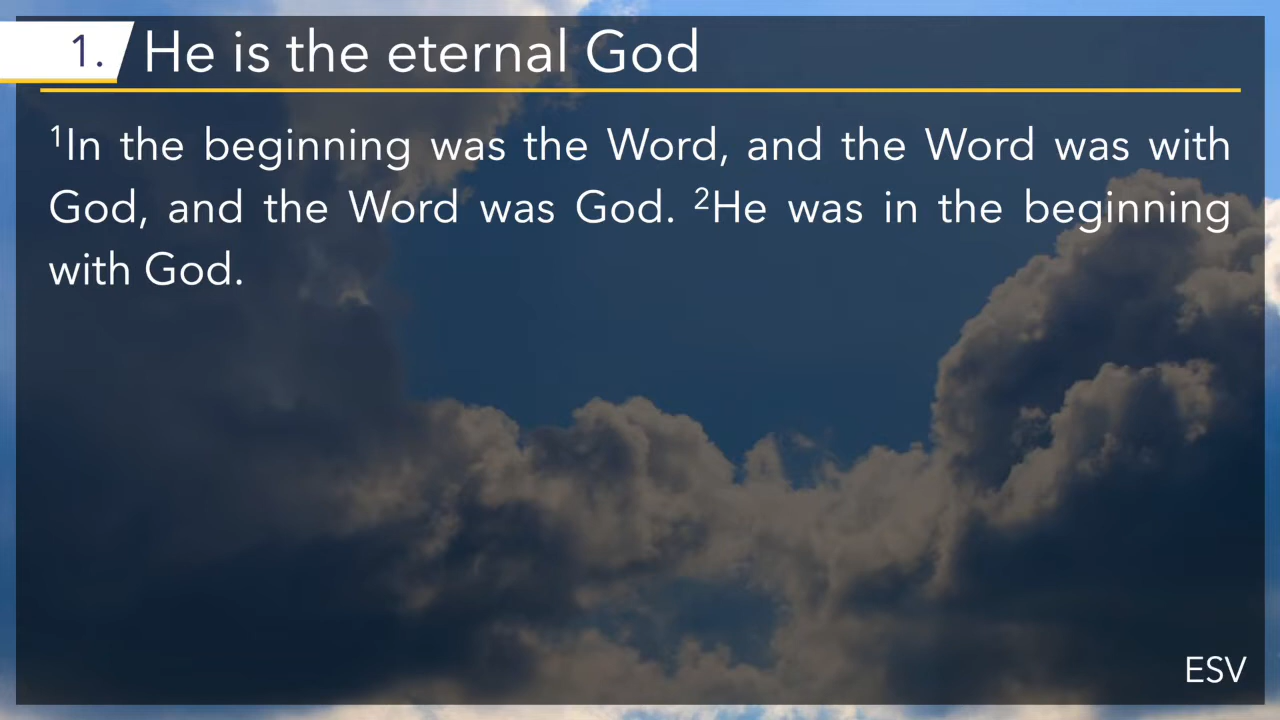 1. He is the eternal God
¹In the beginning was the Word, and the Word was with
God, and the Word was God. ²He was in the beginning
with God.
ESV